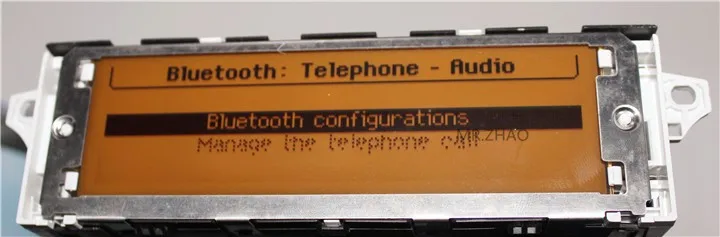 Bluetooth: Telephone - Audio
Bluetooth configurations
Manage the telephone call
MR.ZHAO